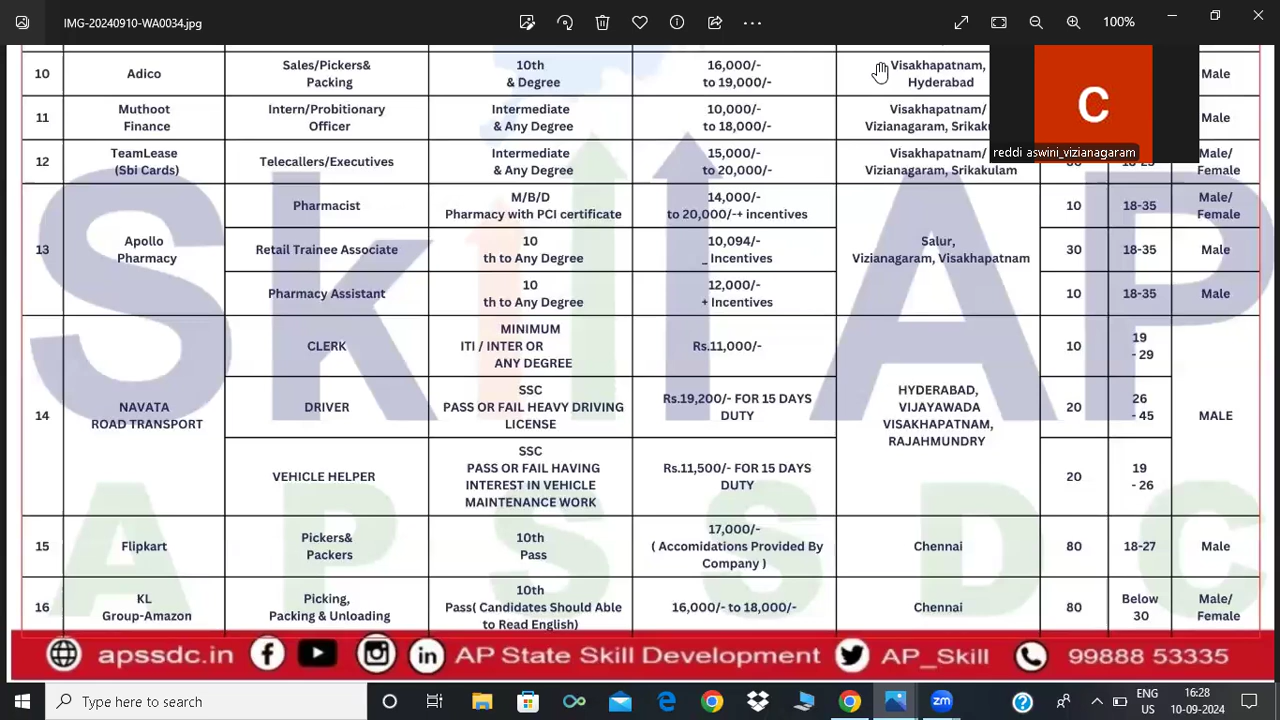 IMG-20240910-WA0034.jpg
100%
10
Adico
Sales/Pickers&
Packing
10th
& Degree
16,000/-
to 19,000/-
Visakhapatnam,
Hyderabad
Male
11
Muthoot
Finance
Intern/Probitionary
Officer
Intermediate
& Any Degree
10,000/-
to 18,000/-
Visakhapatnam/
Vizianagaram,
Male
C
reddi aswini_vizianagaram
12
TeamLease
(Sbi Cards)
Telecallers/Executives
Intermediate
& Any Degree
15,000/-
to 20,000/-
Visakhapatnam/
Vizianagaram, Srikakulam
Male/
Female
13
Apollo
Pharmacy
Pharmacist
M/B/D
Pharmacy with PCI certificate
14,000/-
to 20,000/-+ incentives
Salur,
Vizianagaram, Visakhapatnam
10
18-35
Male/
Female
Retail Trainee Associate
10
th to Any Degree
10,094/-
_ Incentives
30
18-35
Male
Pharmacy Assistant
10
th to Any Degree
12,000/-
+ Incentives
10
18-35
Male
14
NAVATA
ROAD TRANSPORT
CLERK
MINIMUM
ITI / INTER OR
ANY DEGREE
Rs.11,000/-
HYDERABAD,
VIJAYAWADA
VISAKHAPATNAM,
RAJAHMUNDRY
10
19
- 29
MALE
DRIVER
SSC
PASS OR FAIL HEAVY DRIVING
LICENSE
Rs.19,200/- FOR 15 DAYS
DUTY
20
26
- 45
VEHICLE HELPER
SSC
PASS OR FAIL HAVING
INTEREST IN VEHICLE
MAINTENANCE WORK
Rs.11,500/- FOR 15 DAYS
DUTY
20
19
- 26
15
Flipkart
Pickers&
Packers
10th
Pass
17,000/-
( Accomidations Provided By
Company )
Chennai
80
18-27
Male
16
KL
Group-Amazon
Picking,
Packing & Unloading
10th
Pass( Candidates Should Able
to Read English)
16,000/- to 18,000/-
Chennai
80
Below
30
Male/
Female
Skill AP
APSSDC
apssdc.in
AP State Skill Development
AP_Skill
99888 53335
Type here to search
zm
ENG
US
16:28
10-09-2024